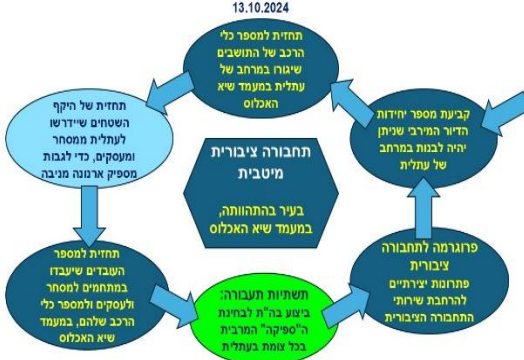 13.10.2024
תחזית למספר כלי
הרכב של התושבים
שיגורו במרחב של
עתלית במעמד שיא
האכלוס
תחזית של היקף
השטחים שיידרשו
לעתלית ממסחר
ומעסקים, כדי לגבות
מספיק ארנונה מניבה
קביעת מספר יחידות
הדיור המירבי שניתן
יהיה לבנות במרחב
של עתלית
תחבורה ציבורית
מיטבית
בעיר בהתהוותה,
במעמד שיא האכלוס
תחזית למספר
העובדים שיעבדו
במתחמים למסחר
ולעסקים ולמספר כלי
הרכב שלהם, במעמד
שיא האכלוס
תשתיות תעבורה:
ביצוע בה"ת לבחינת
ה"ספיקה" המרבית
בכל צומת בעתלית
פרוגרמה לתחבורה
ציבורית
פתרונות יצירתיים
להרחבת שירותי
התחבורה הציבורית